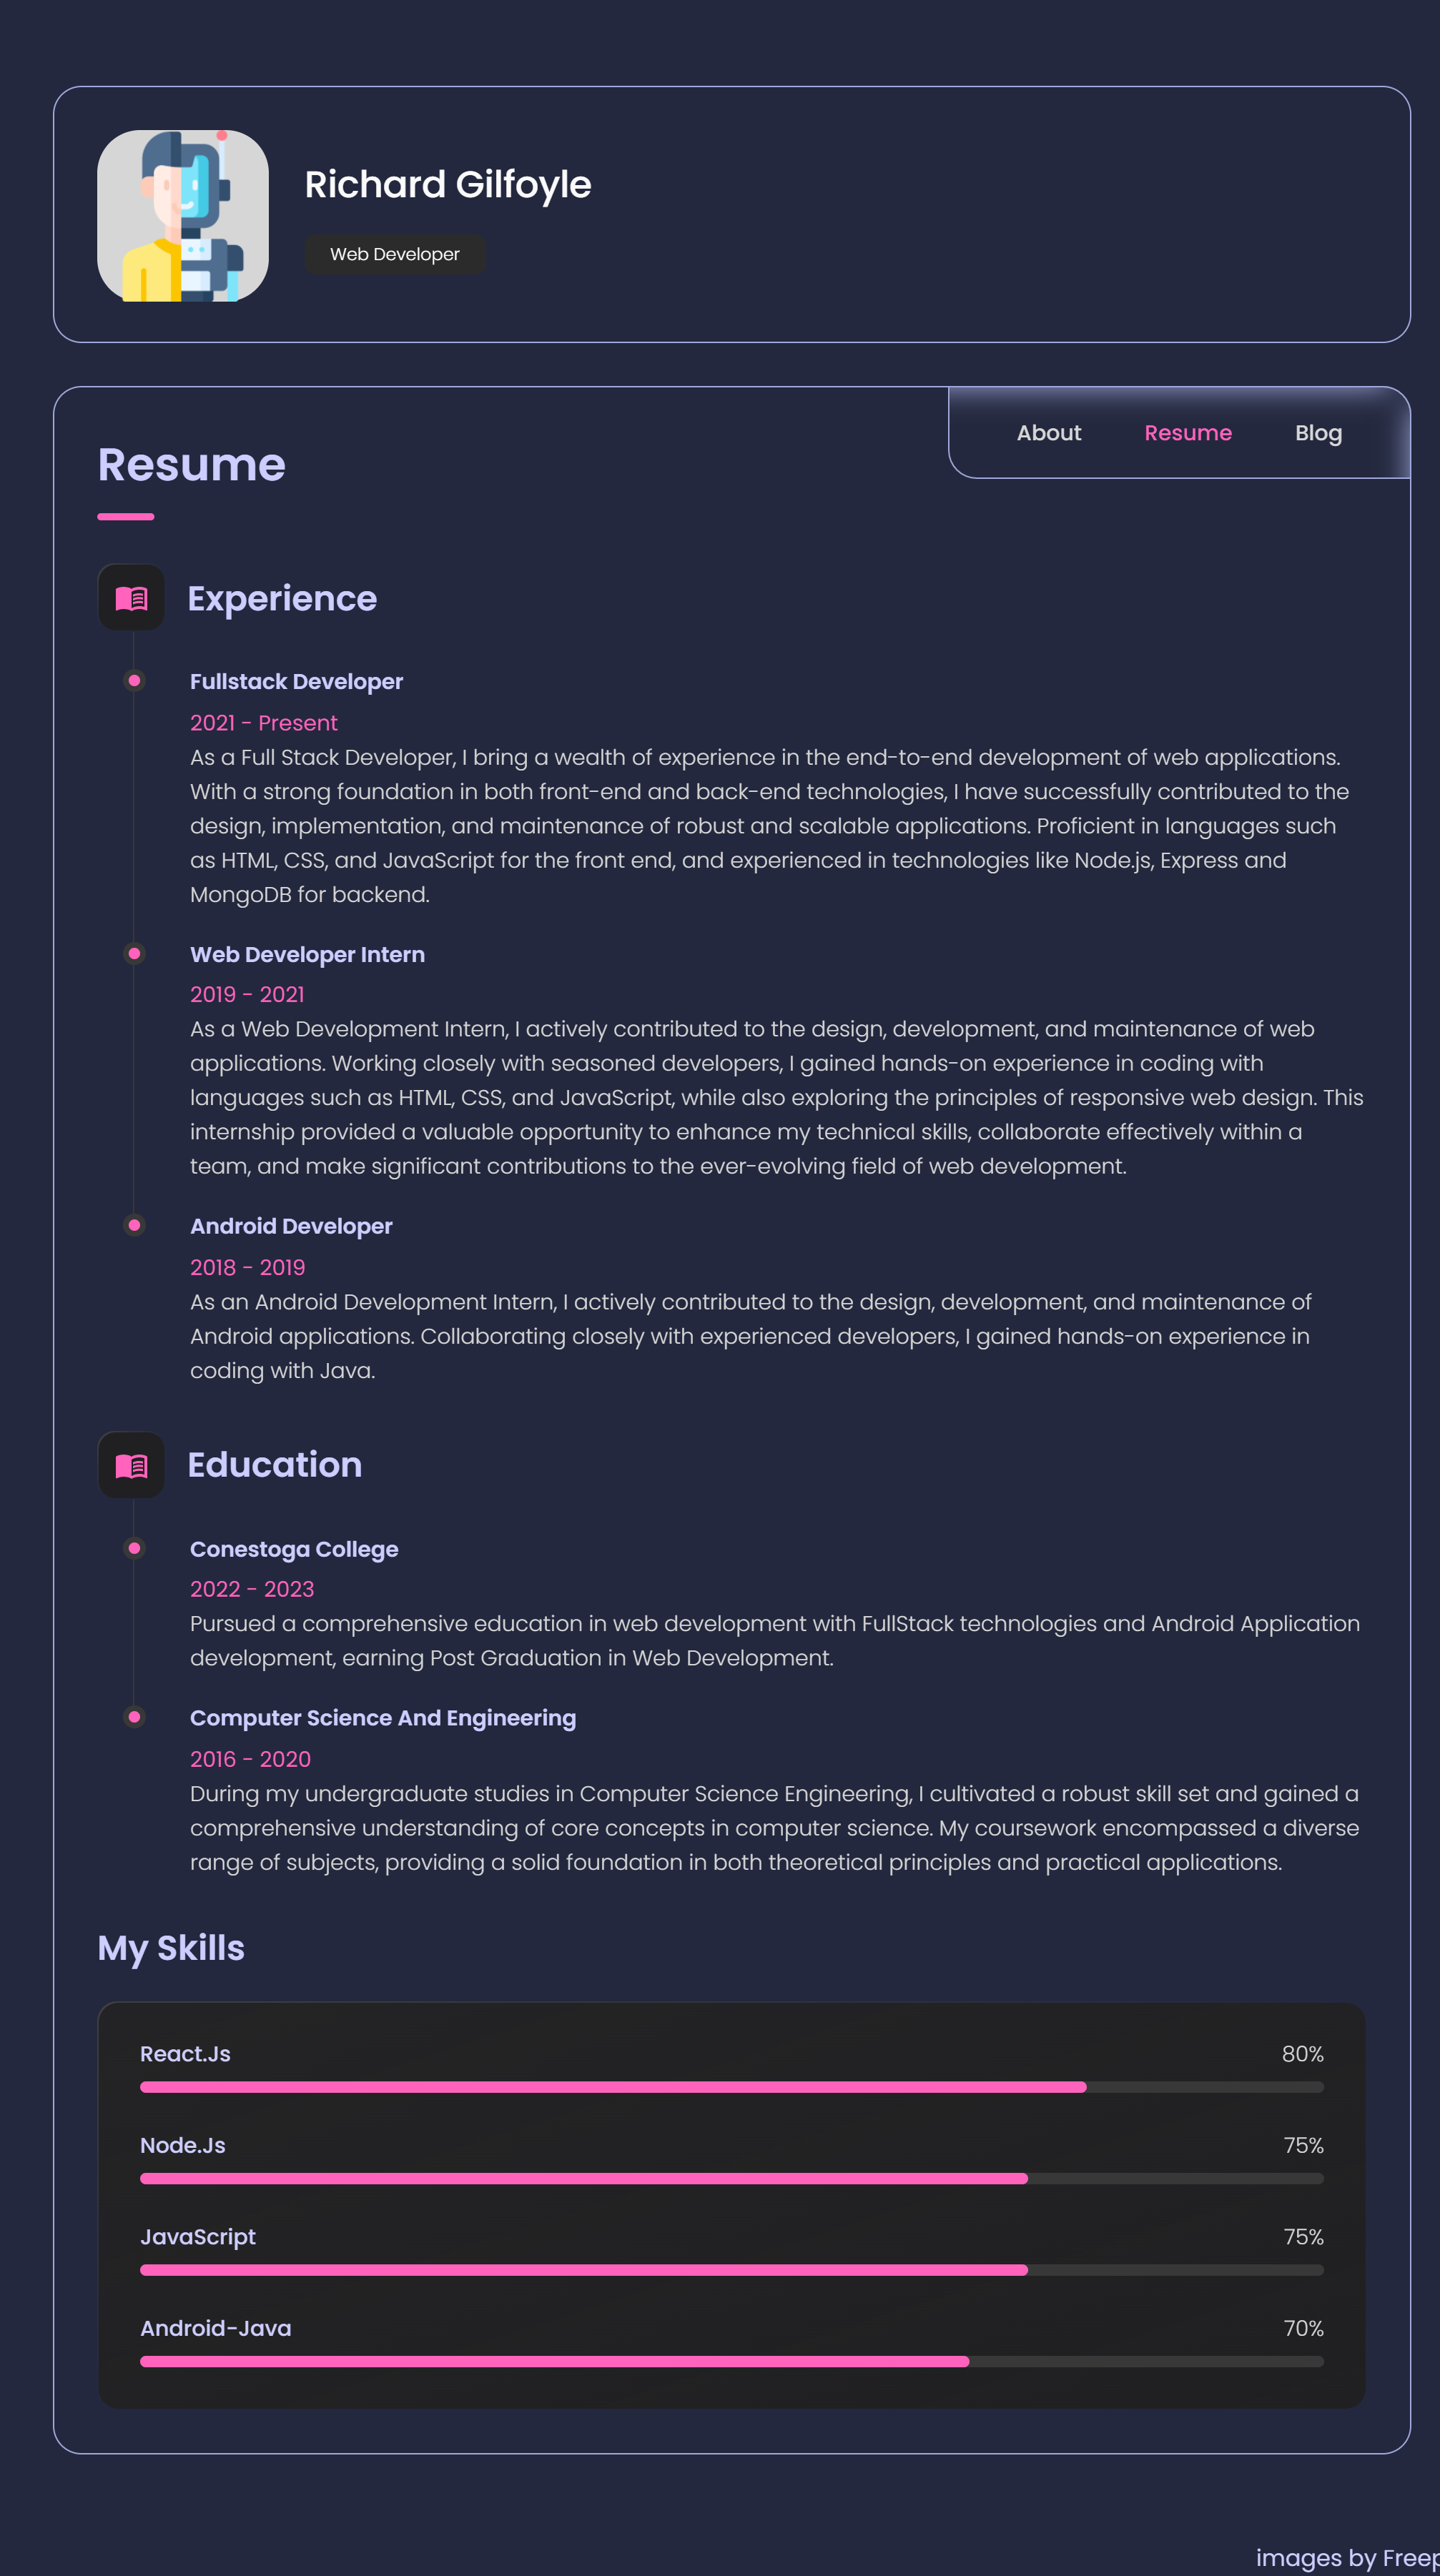 Richard Gilfoyle
Web Developer
About Resume Blog
Resume
Experience
Fullstack Developer
2021 - Present
As a Full Stack Developer, I bring a wealth of experience in the end-to-end development of web applications.
With a strong foundation in both front-end and back-end technologies, I have successfully contributed to the
design, implementation, and maintenance of robust and scalable applications. Proficient in languages such
as HTML, CSS, and JavaScript for the front end, and experienced in technologies like Node.js, Express and
MongoDB for backend.
Web Developer Intern
2019 - 2021
As a Web Development Intern, I actively contributed to the design, development, and maintenance of web
applications. Working closely with seasoned developers, I gained hands-on experience in coding with
languages such as HTML, CSS, and JavaScript, while also exploring the principles of responsive web design. This
internship provided a valuable opportunity to enhance my technical skills, collaborate effectively within a
team, and make significant contributions to the ever-evolving field of web development.
Android Developer
2018 - 2019
As an Android Development Intern, I actively contributed to the design, development, and maintenance of
Android applications. Collaborating closely with experienced developers, I gained hands-on experience in
coding with Java.
Education
Conestoga College
2022 - 2023
Pursued a comprehensive education in web development with FullStack technologies and Android Application
development, earning Post Graduation in Web Development.
Computer Science And Engineering
2016 - 2020
During my undergraduate studies in Computer Science Engineering, I cultivated a robust skill set and gained a
comprehensive understanding of core concepts in computer science. My coursework encompassed a diverse
range of subjects, providing a solid foundation in both theoretical principles and practical applications.
My Skills
React.Js 80%
Node.Js 75%
JavaScript 75%
Android-Java 70%
images by